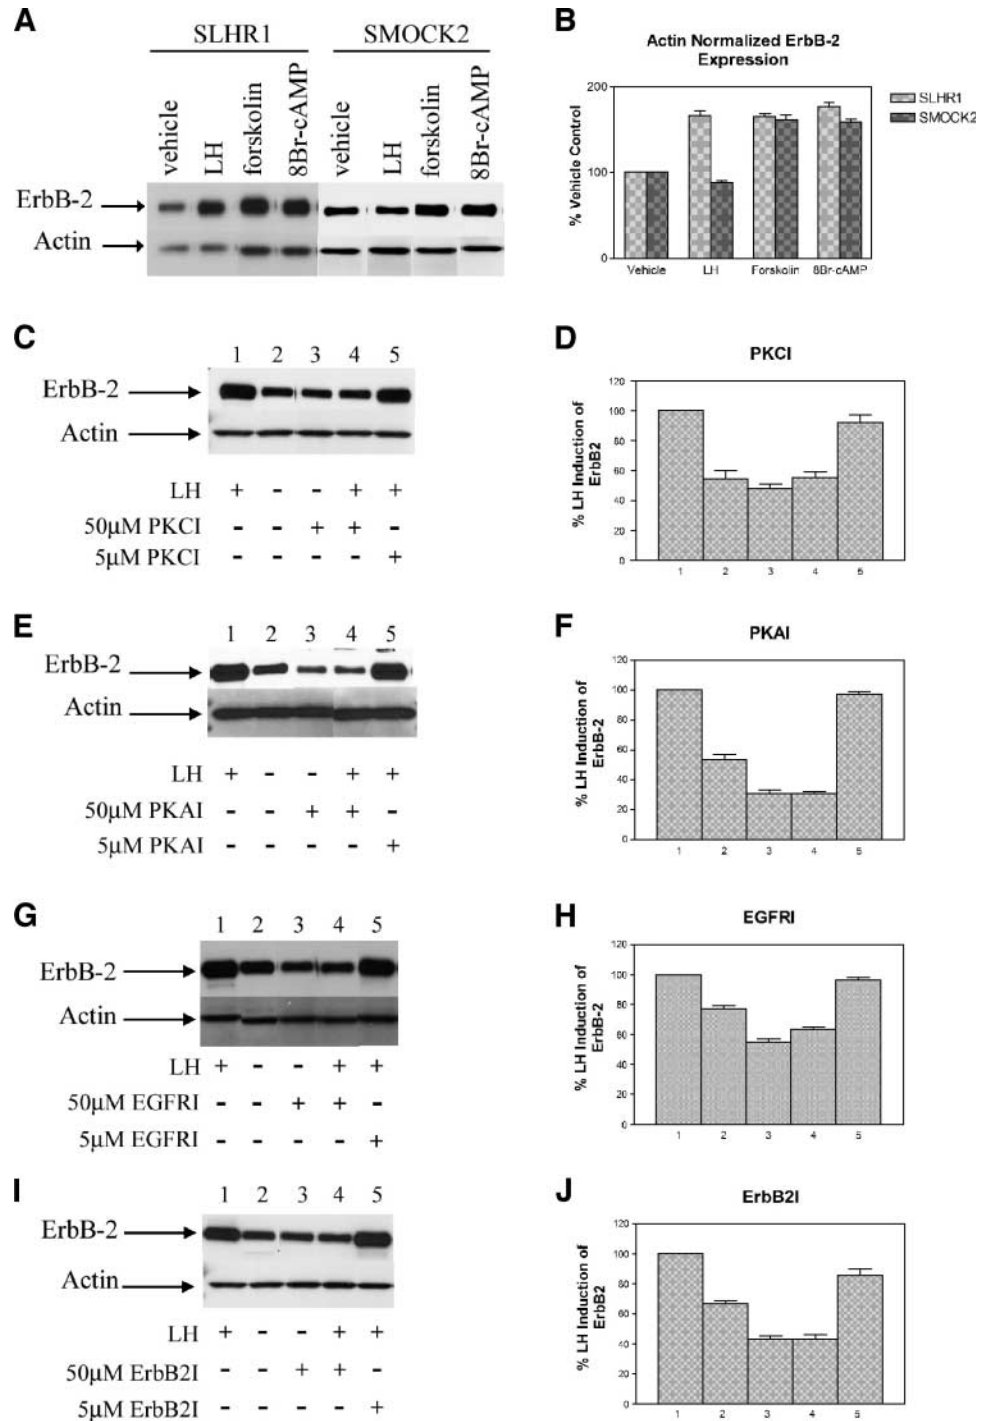 A
SLHR1 SMOCK2
vehicle LH forskolin 8Br-cAMP vehicle LH forskolin 8Br-cAMP
ErbB-2
Actin
B
Actin Normalized ErbB-2
Expression
% Vehicle Control
200
100
0
Vehicle LH Forskolin 8Br-cAMP
SLHR1
SMOCK2
C
1 2 3 4 5
ErbB-2
Actin
LH + - - + +
50μM PKCI - - + + -
5μM PKCI - - - - +
D
PKCI
% LH Induction of
ErbB2
120
100
80
60
40
20
0
1 2 3 4 5
E
1 2 3 4 5
ErbB-2
Actin
LH + - - + +
50μM PKAI - - + + -
5μM PKAI - - - - +
F
PKAI
% LH Induction of
ErbB-2
120
100
80
60
40
20
0
1 2 3 4 5
G
1 2 3 4 5
ErbB-2
Actin
LH + - - + +
50μM EGFRI - - + + -
5μM EGFRI - - - - +
H
EGFRI
% LH Induction of
ErbB-2
120
100
80
60
40
20
0
1 2 3 4 5
I
1 2 3 4 5
ErbB-2
Actin
LH + - - + +
50μM ErbB2I - - + + -
5μM ErbB2I - - - - +
J
ErbB2I
% LH Induction of
ErbB2
120
100
80
60
40
20
0
1 2 3 4 5